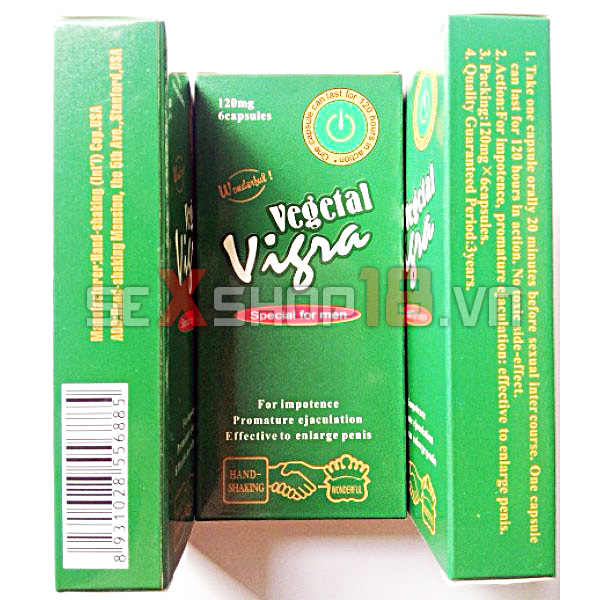 Manufacturer:Hand-shaking (int'l) Cop.USA
ADD:Hand-shaking Mansion, the 5th Ave.,Stanford,USA
8 931028 556885
120mg
6capsules
One capsule can last for 120 hours in action
Wonderful !
Vegetal
Vigra
Special for men
For impotence
Promature ejaculation
Effective to enlarge penis
HAND-
SHAKING
WONDERFUL
1. Take one capsule orally 20 minutes before sexual intercourse. One capsule
can last for 120 hours in action. No toxic side-effect.
2. Action:For impotence, promature ejaculation; effective to enlarge penis.
3. Packing:120mg×6capsules.
4. Quality Guaranteed Period:3years.
SEXSHOP18.VN